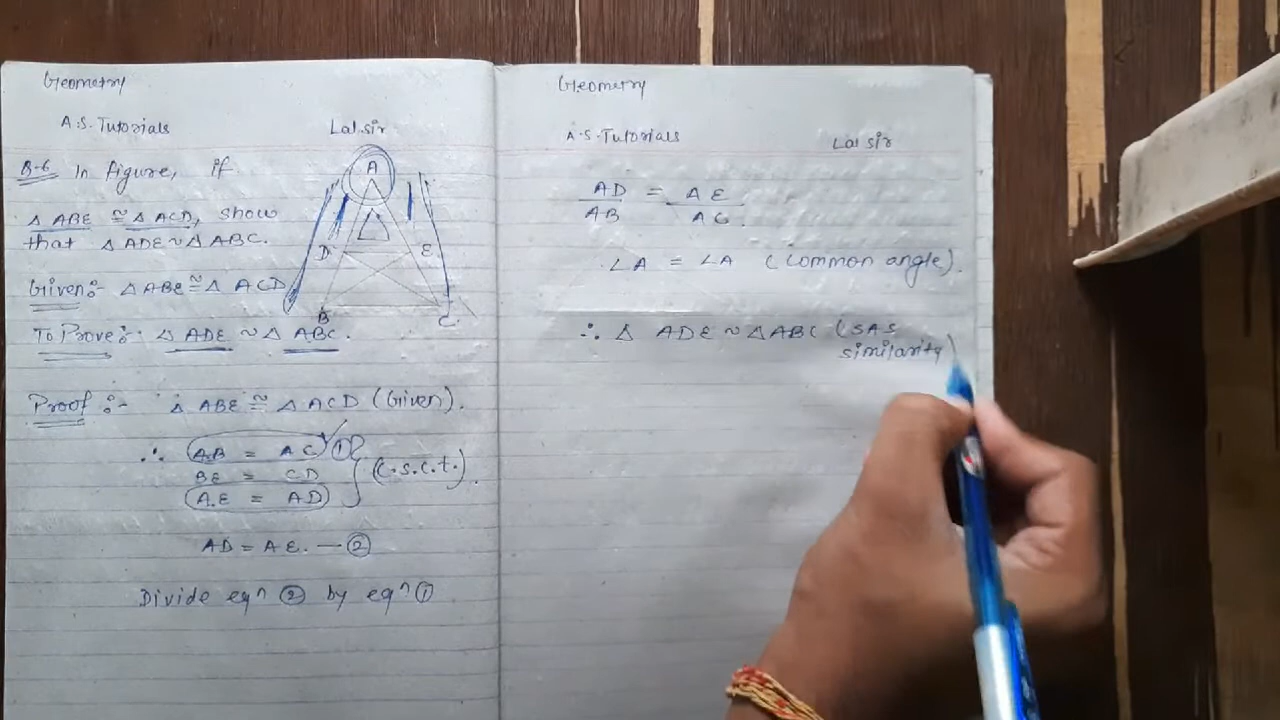 Geometry
A.S. Tutorials Lal sir
Q-6 In figure, if
△ ABE ≅ △ ACD, show
that △ ADE ~ △ ABC.
A
D E
B C
Given:- △ ABE ≅ △ ACD
To Prove:- △ ADE ~ △ ABC.
Proof :- △ ABE ≅ △ ACD (Given).
∴ AB = AC ①
BE = CD (C.S.C.T.).
AE = AD
AD = AE. — ②
Divide eqⁿ ② by eqⁿ ①
Geometry
A.S. Tutorials Lal sir
AD = AE
AB AC.
∠A = ∠A (Common angle).
∴ △ ADE ~ △ ABC (SAS
similarity)